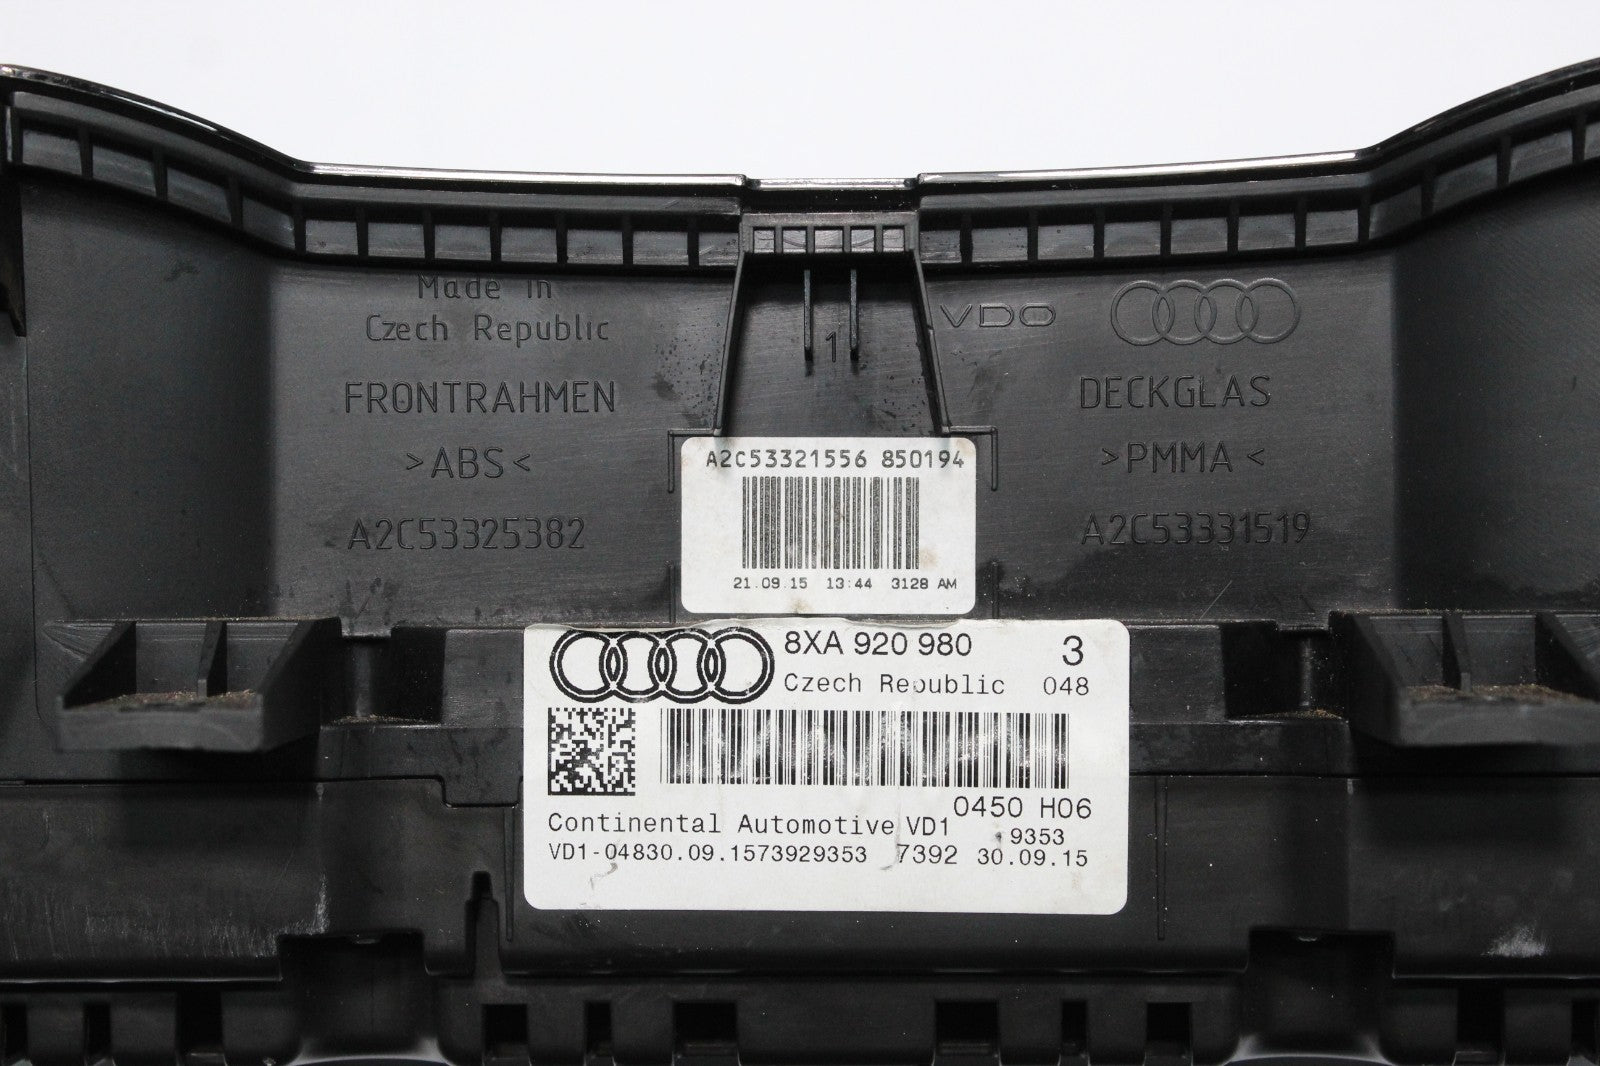 Made in
Czech Republic
FRONTRAHMEN
>ABS<
A2C53325382
1
VDO
DECKGLAS
>PMMA<
A2C53331519
A2C53321556 850194
21.09.15 13:44 3128 AM
8XA 920 980 3
Czech Republic 048
0450 H06
Continental Automotive VD1 9353
VD1-04830.09.1573929353 7392 30.09.15